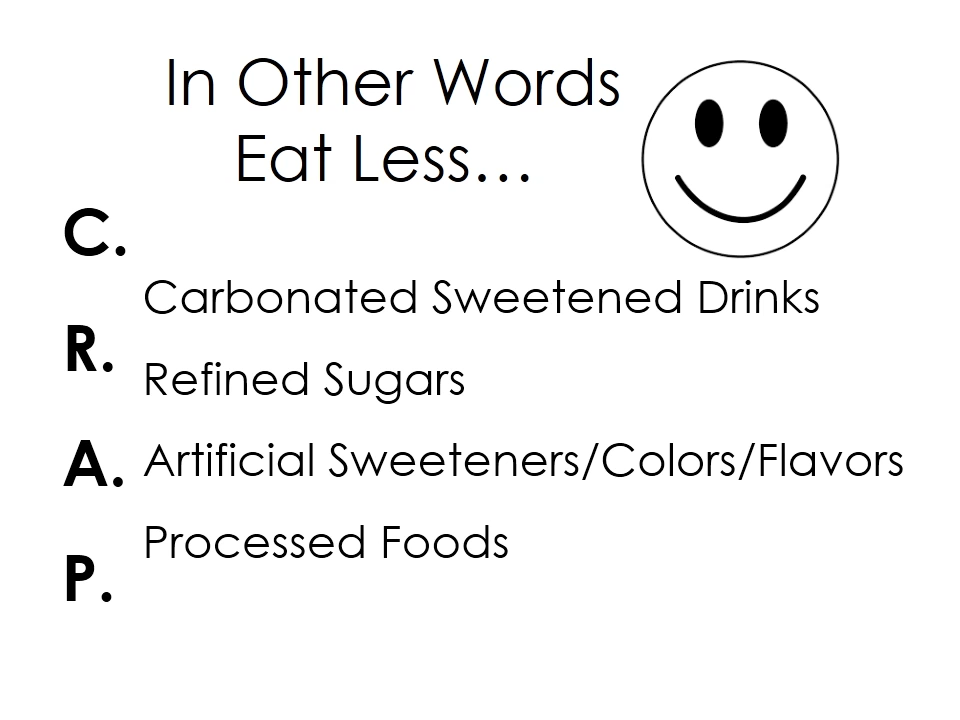 In Other Words
Eat Less…
C.
Carbonated Sweetened Drinks
R.
Refined Sugars
A.
Artificial Sweeteners/Colors/Flavors
P.
Processed Foods